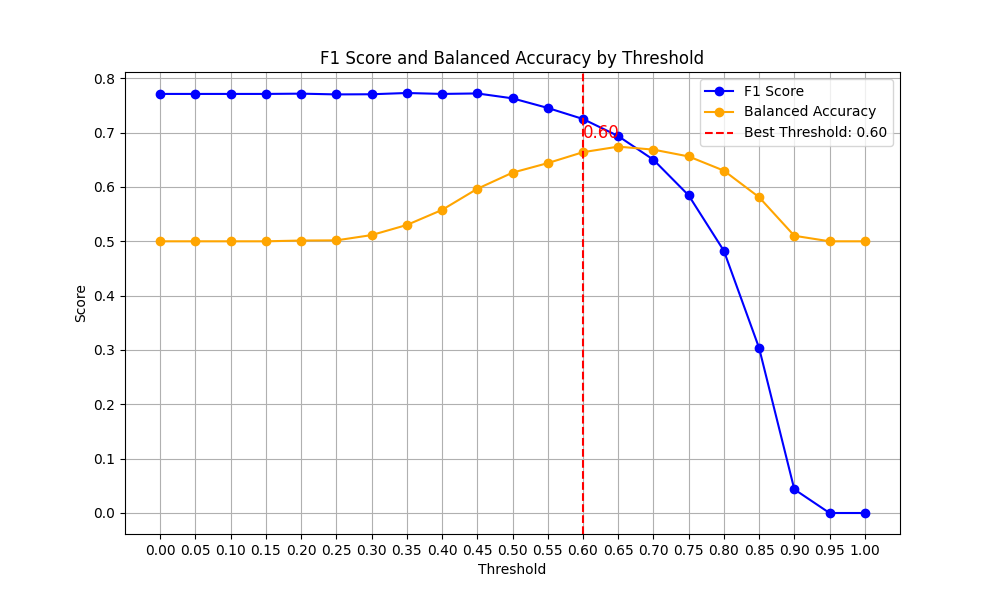 F1 Score and Balanced Accuracy by Threshold
F1 Score
Balanced Accuracy
Best Threshold: 0.60
0.60
Score
0.8
0.7
0.6
0.5
0.4
0.3
0.2
0.1
0.0
0.00 0.05 0.10 0.15 0.20 0.25 0.30 0.35 0.40 0.45 0.50 0.55 0.60 0.65 0.70 0.75 0.80 0.85 0.90 0.95 1.00
Threshold